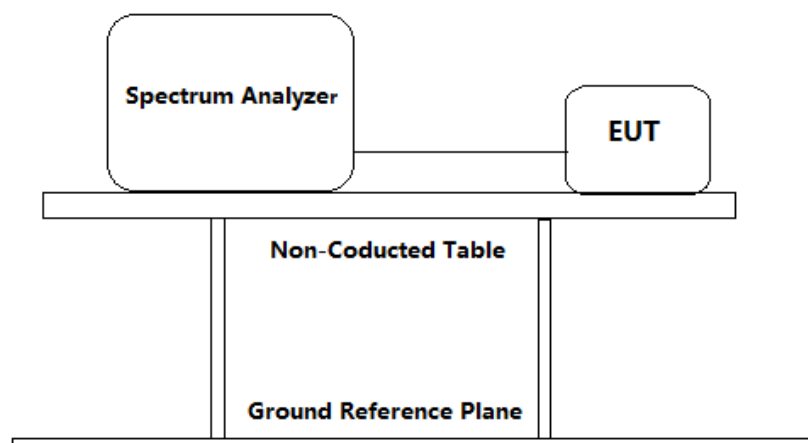 Spectrum Analyzer
EUT
Non-Coducted Table
Ground Reference Plane